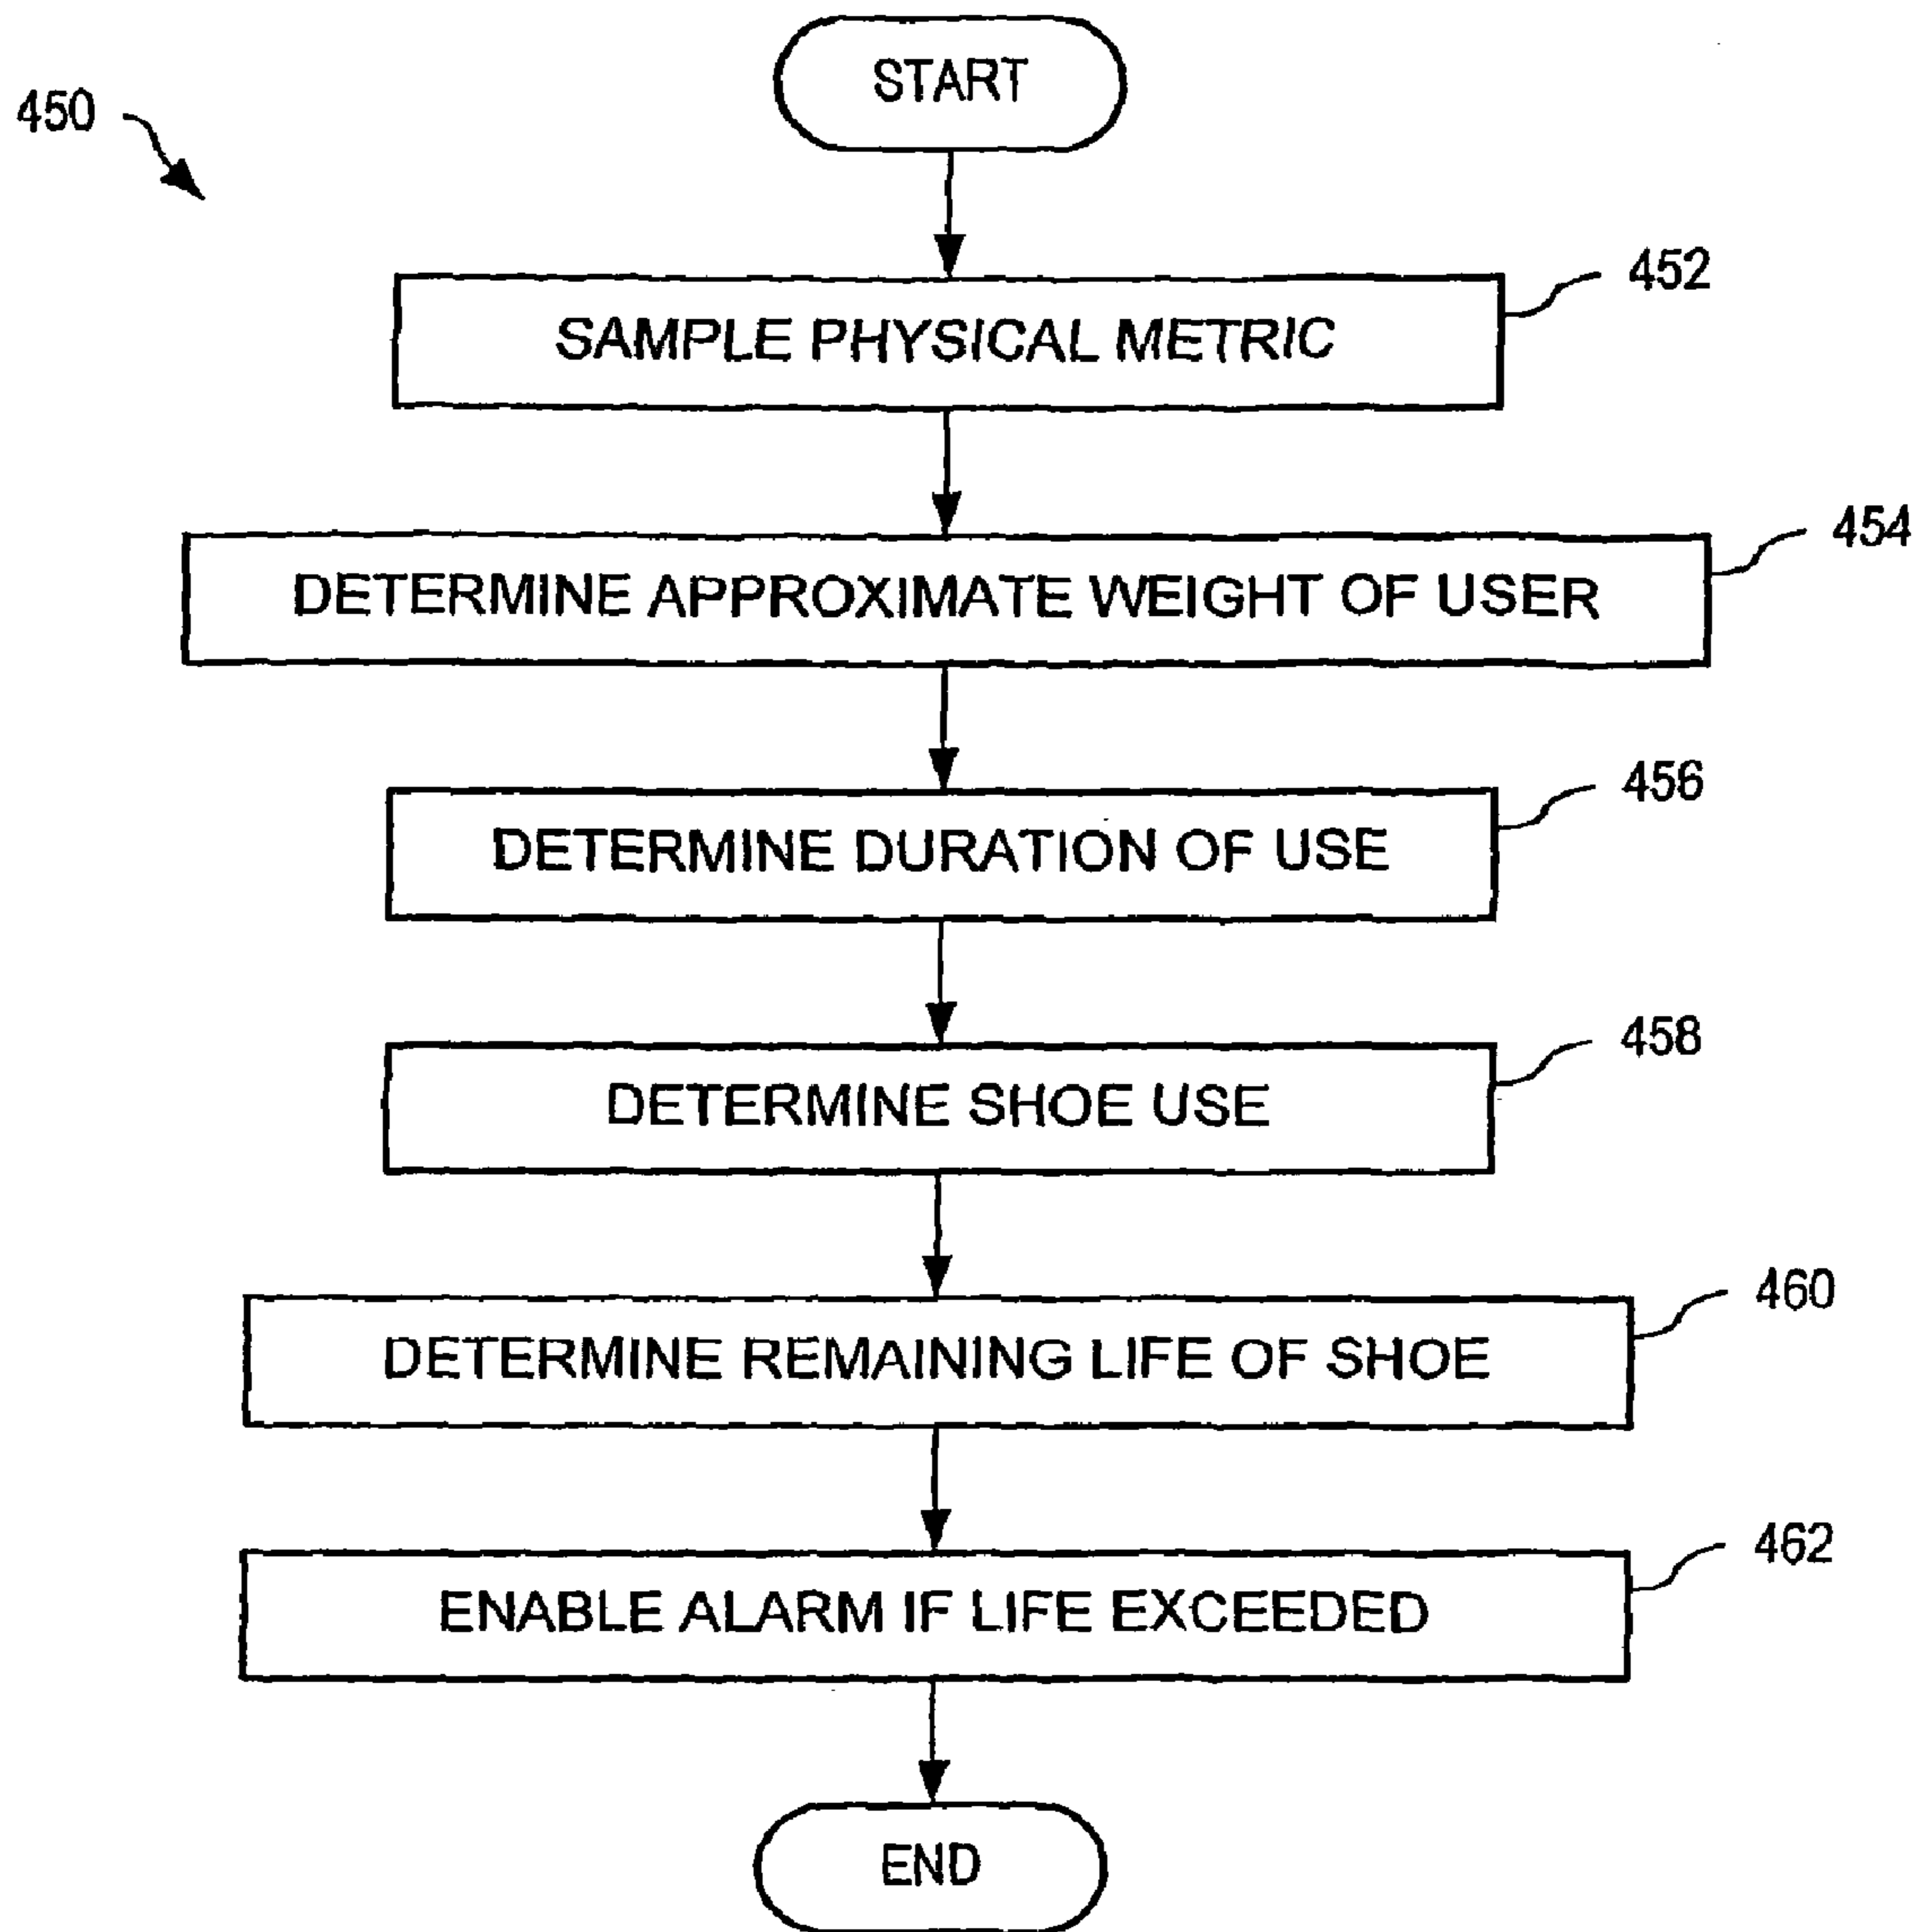 START
450
452
SAMPLE PHYSICAL METRIC
454
DETERMINE APPROXIMATE WEIGHT OF USER
456
DETERMINE DURATION OF USE
458
DETERMINE SHOE USE
460
DETERMINE REMAINING LIFE OF SHOE
462
ENABLE ALARM IF LIFE EXCEEDED
END